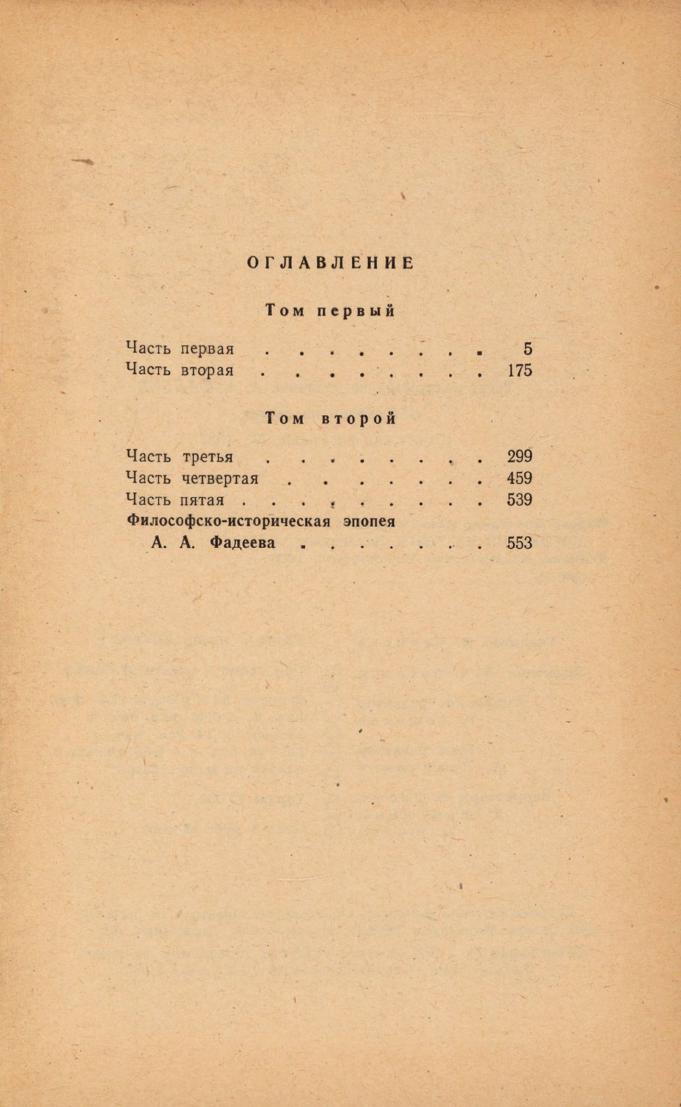 ОГЛАВЛЕНИЕ
Том первый
Часть первая . . . . . . . . . 5
Часть вторая . . . . . . . . . 175
Том второй
Часть третья . . . . . . . . 299
Часть четвертая . . . . . . . 459
Часть пятая . . . . . . . . . 539
Философско-историческая эпопея
А. А. Фадеева . . . . . . . 553